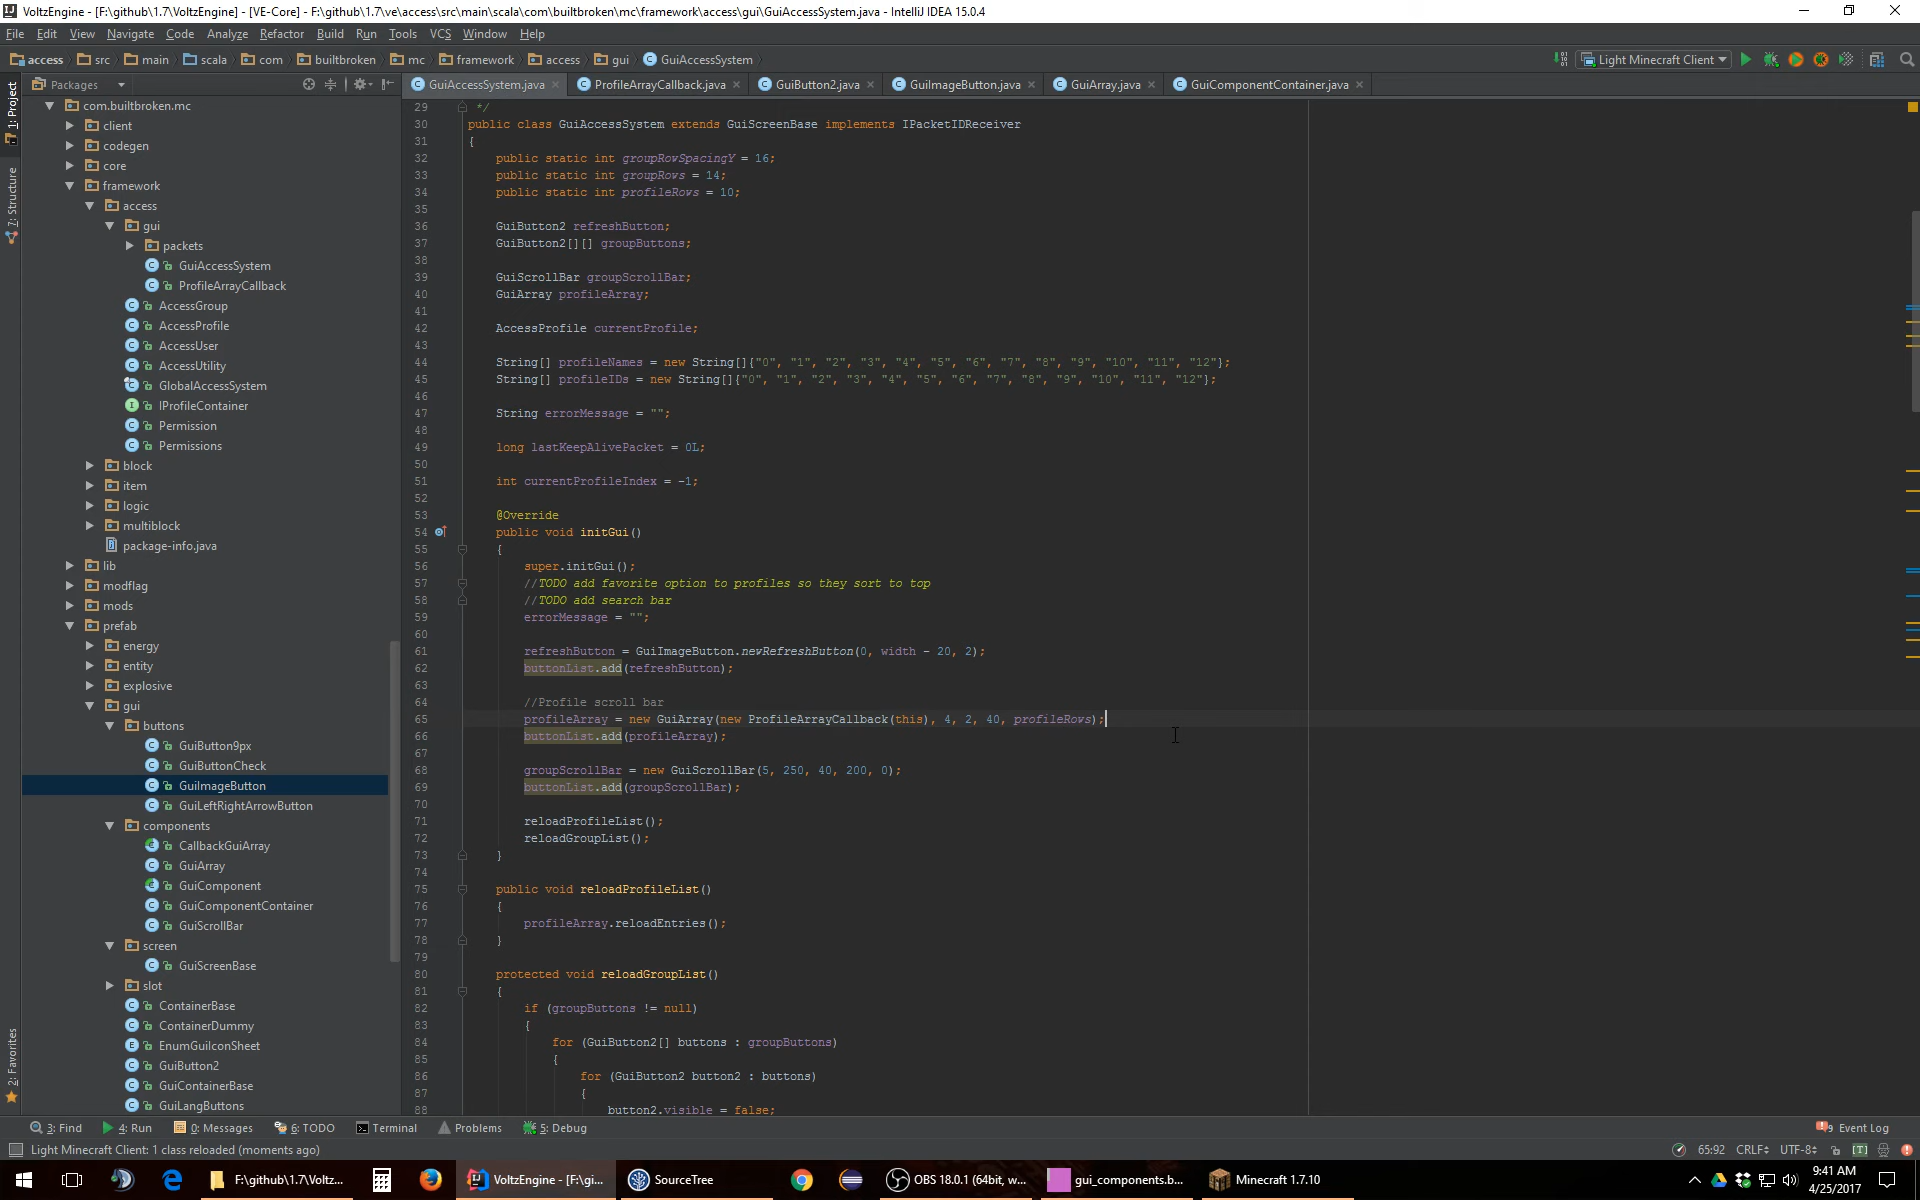 VoltzEngine - [F:\github\1.7\VoltzEngine] - [VE-Core] - F:\github\1.7\ve\access\src\main\scala\com\builtbroken\mc\framework\access\gui\GuiAccessSystem.java - IntelliJ IDEA 15.0.4
File Edit View Navigate Code Analyze Refactor Build Run Tools VCS Window Help
access src main scala com builtbroken mc framework access gui GuiAccessSystem Light Minecraft Client
Packages
GuiAccessSystem.java ProfileArrayCallback.java GuiButton2.java GuiImageButton.java GuiArray.java GuiComponentContainer.java
1: Project
7: Structure
2: Favorites
com.builtbroken.mc
client
codegen
core
framework
access
gui
packets
GuiAccessSystem
ProfileArrayCallback
AccessGroup
AccessProfile
AccessUser
AccessUtility
GlobalAccessSystem
IProfileContainer
Permission
Permissions
block
item
logic
multiblock
package-info.java
lib
modflag
mods
prefab
energy
entity
explosive
gui
buttons
GuiButton9px
GuiButtonCheck
GuiImageButton
GuiLeftRightArrowButton
components
CallbackGuiArray
GuiArray
GuiComponent
GuiComponentContainer
GuiScrollBar
screen
GuiScreenBase
slot
ContainerBase
ContainerDummy
EnumGuiIconSheet
GuiButton2
GuiContainerBase
GuiLangButtons
29 */
30 public class GuiAccessSystem extends GuiScreenBase implements IPacketIDReceiver
31 {
32 public static int groupRowSpacingY = 16;
33 public static int groupRows = 14;
34 public static int profileRows = 10;
35
36 GuiButton2 refreshButton;
37 GuiButton2[][] groupButtons;
38
39 GuiScrollBar groupScrollBar;
40 GuiArray profileArray;
41
42 AccessProfile currentProfile;
43
44 String[] profileNames = new String[]{"0", "1", "2", "3", "4", "5", "6", "7", "8", "9", "10", "11", "12"};
45 String[] profileIDs = new String[]{"0", "1", "2", "3", "4", "5", "6", "7", "8", "9", "10", "11", "12"};
46
47 String errorMessage = "";
48
49 long lastKeepAlivePacket = 0L;
50
51 int currentProfileIndex = -1;
52
53 @Override
54 public void initGui()
55 {
56 super.initGui();
57 //TODO add favorite option to profiles so they sort to top
58 //TODO add search bar
59 errorMessage = "";
60
61 refreshButton = GuiImageButton.newRefreshButton(0, width - 20, 2);
62 buttonList.add(refreshButton);
63
64 //Profile scroll bar
65 profileArray = new GuiArray(new ProfileArrayCallback(this), 4, 2, 40, profileRows);
66 buttonList.add(profileArray);
67
68 groupScrollBar = new GuiScrollBar(5, 250, 40, 200, 0);
69 buttonList.add(groupScrollBar);
70
71 reloadProfileList();
72 reloadGroupList();
73 }
74
75 public void reloadProfileList()
76 {
77 profileArray.reloadEntries();
78 }
79
80 protected void reloadGroupList()
81 {
82 if (groupButtons != null)
83 {
84 for (GuiButton2[] buttons : groupButtons)
85 {
86 for (GuiButton2 button2 : buttons)
87 {
88 button2.visible = false;
3: Find 4: Run 0: Messages 6: TODO Terminal Problems 5: Debug Event Log
Light Minecraft Client: 1 class reloaded (moments ago) 65:92 CRLF UTF-8
F:\github\1.7\Voltz... VoltzEngine - [F:\gi... SourceTree OBS 18.0.1 (64bit, w... gui_components.b... Minecraft 1.7.10
9:41 AM
4/25/2017